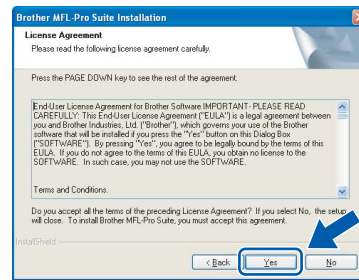 Brother MFL-Pro Suite Installation
License Agreement
Please read the following license agreement carefully.
Press the PAGE DOWN key to see the rest of the agreement.
End-User License Agreement for Brother Software IMPORTANT- PLEASE READ
CAREFULLY: This End-User License Agreement ("EULA") is a legal agreement between
you and Brother Industries, Ltd. ("Brother"), which governs your use of the Brother
software that will be installed if you press the "Yes" button on this Dialog Box
("SOFTWARE"). By pressing "Yes", you agree to be legally bound by the terms of this
EULA. If you do not agree to the terms of this EULA, you obtain no license to the
SOFTWARE. In such case, you may not use the SOFTWARE.
Terms and Conditions.
Do you accept all the terms of the preceding License Agreement? If you select No, the setup
will close. To install Brother MFL-Pro Suite, you must accept this agreement.
InstallShield
< Back
Yes
No